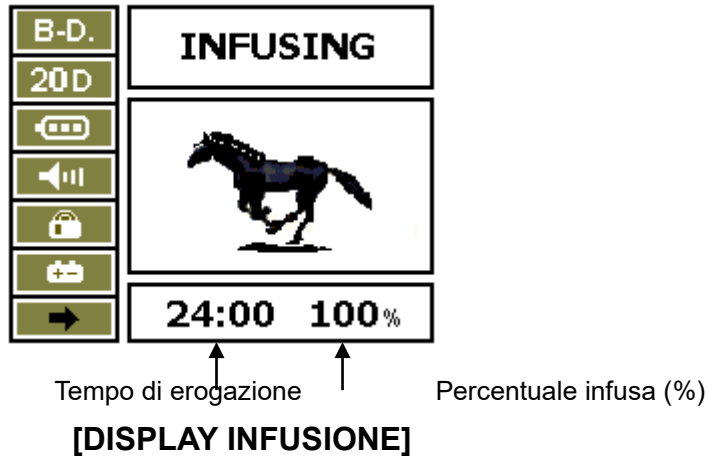 B-D.
INFUSING
20D
24:00 100%
Tempo di erogazione Percentuale infusa (%)
[DISPLAY INFUSIONE]